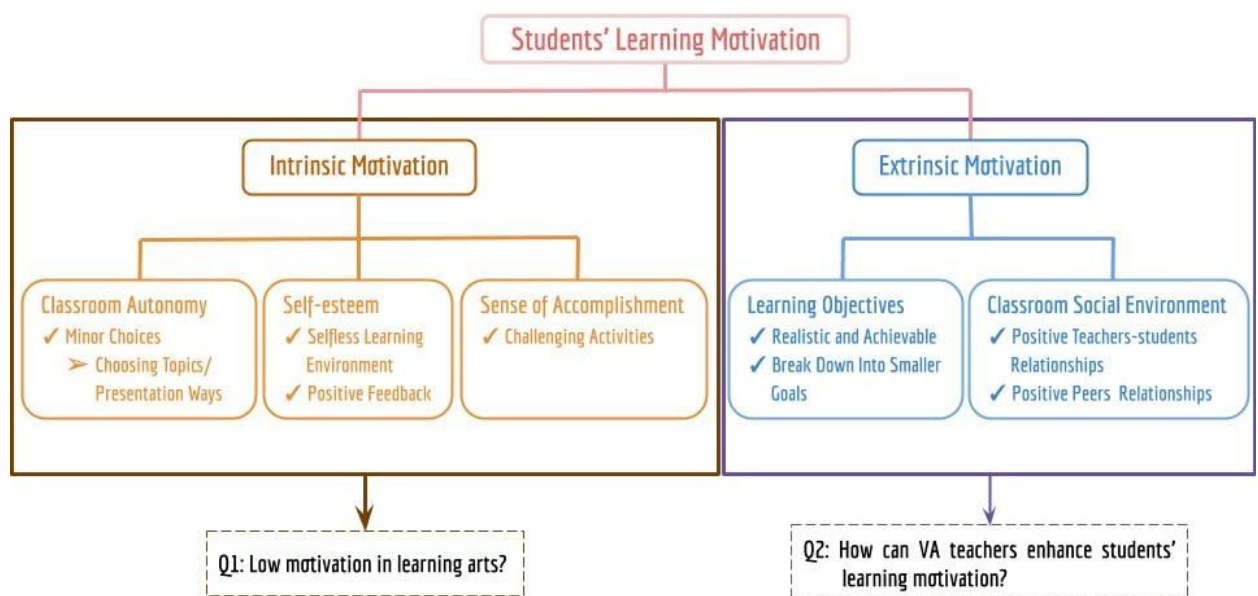 Students' Learning Motivation
Intrinsic Motivation
Extrinsic Motivation
Classroom Autonomy
✓ Minor Choices
➢ Choosing Topics/
Presentation Ways
Self-esteem
✓ Selfless Learning
Environment
✓ Positive Feedback
Sense of Accomplishment
✓ Challenging Activities
Learning Objectives
✓ Realistic and Achievable
✓ Break Down Into Smaller
Goals
Classroom Social Environment
✓ Positive Teachers-students
Relationships
✓ Positive Peers Relationships
Q1: Low motivation in learning arts?
Q2: How can VA teachers enhance students'
learning motivation?